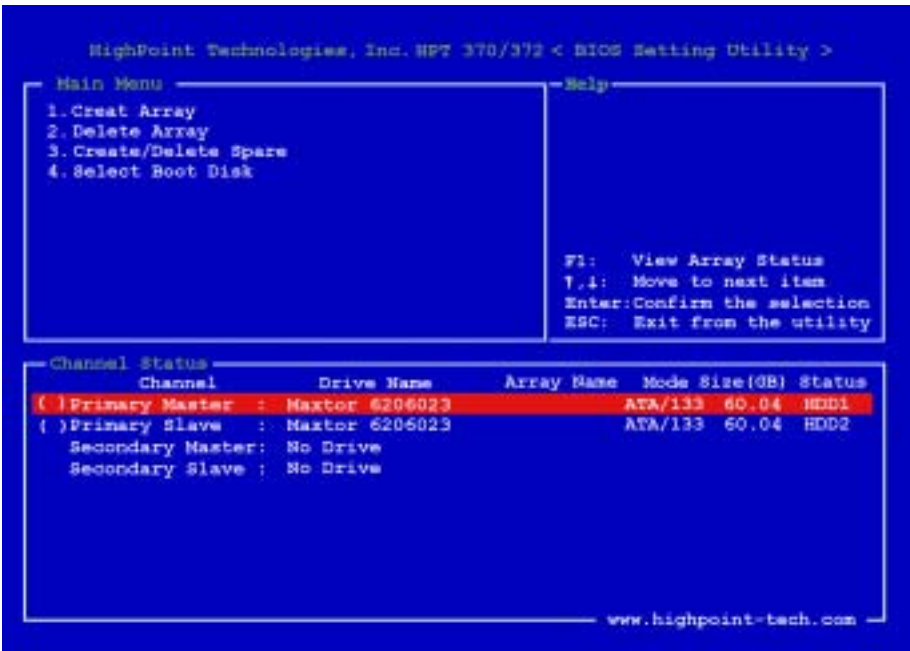 HighPoint Technologies, Inc. HPT 370/372 < BIOS Setting Utility >
Main Menu
1. Creat Array
2. Delete Array
3. Create/Delete Spare
4. Select Boot Disk
Help
F1: View Array Status
↑,↓: Move to next item
Enter:Confirm the selection
ESC: Exit from the utility
Channel Status
Channel Drive Name Array Name Mode Size(GB) Status
( )Primary Master : Maxtor 6206023 ATA/133 60.04 HDD1
( )Primary Slave : Maxtor 6206023 ATA/133 60.04 HDD2
Secondary Master: No Drive
Secondary Slave : No Drive
www.highpoint-tech.com